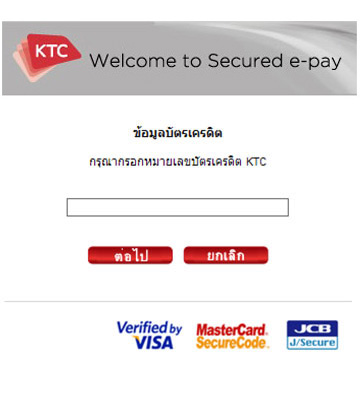 KTC
Welcome to Secured e-pay
ข้อมูลบัตรเครดิต
กรุณากรอกหมายเลขบัตรเครดิต KTC
ต่อไป ยกเลิก
Verified by VISA
MasterCard. SecureCode.
JCB J/Secure